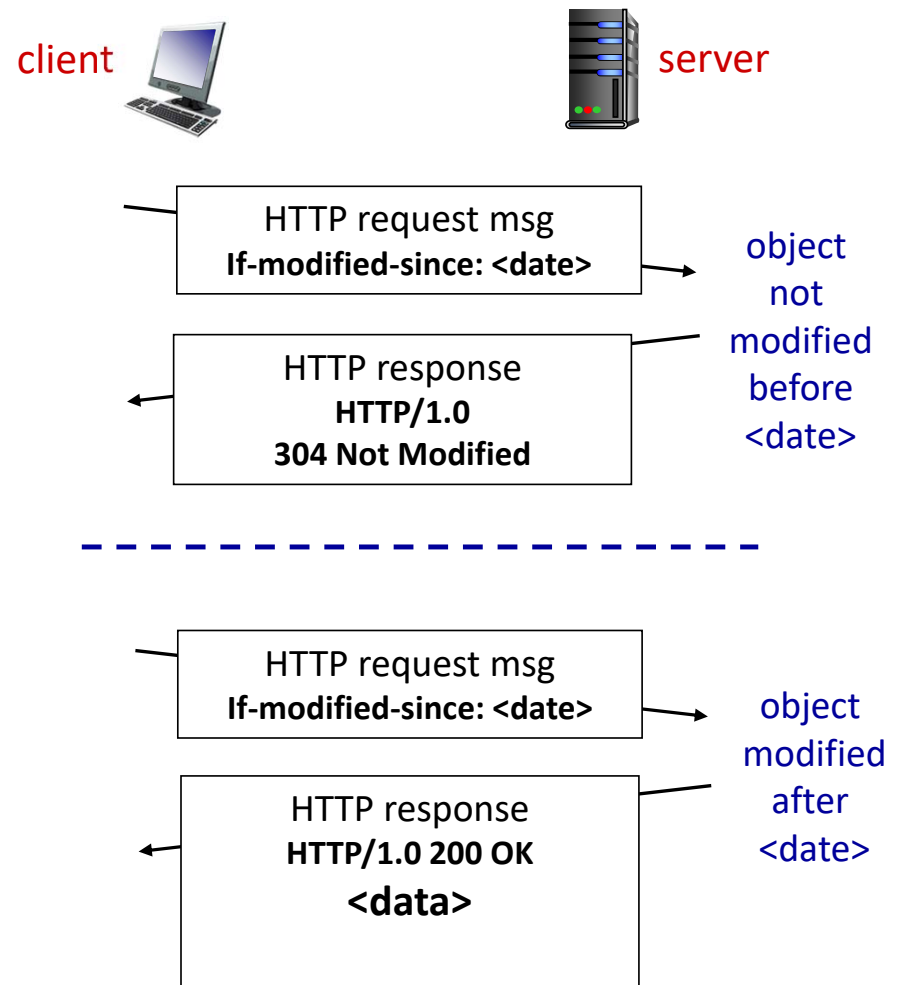 client
server
HTTP request msg
If-modified-since: <date>
object
not
modified
before
<date>
HTTP response
HTTP/1.0
304 Not Modified
HTTP request msg
If-modified-since: <date>
object
modified
after
<date>
HTTP response
HTTP/1.0 200 OK
<data>